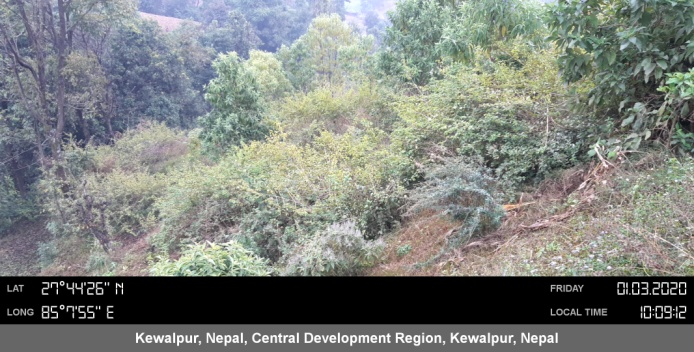 LAT 27°44'26" N FRIDAY 01.03.2020
LONG 85°7'55" E LOCAL TIME 10:09:12
Kewalpur, Nepal, Central Development Region, Kewalpur, Nepal